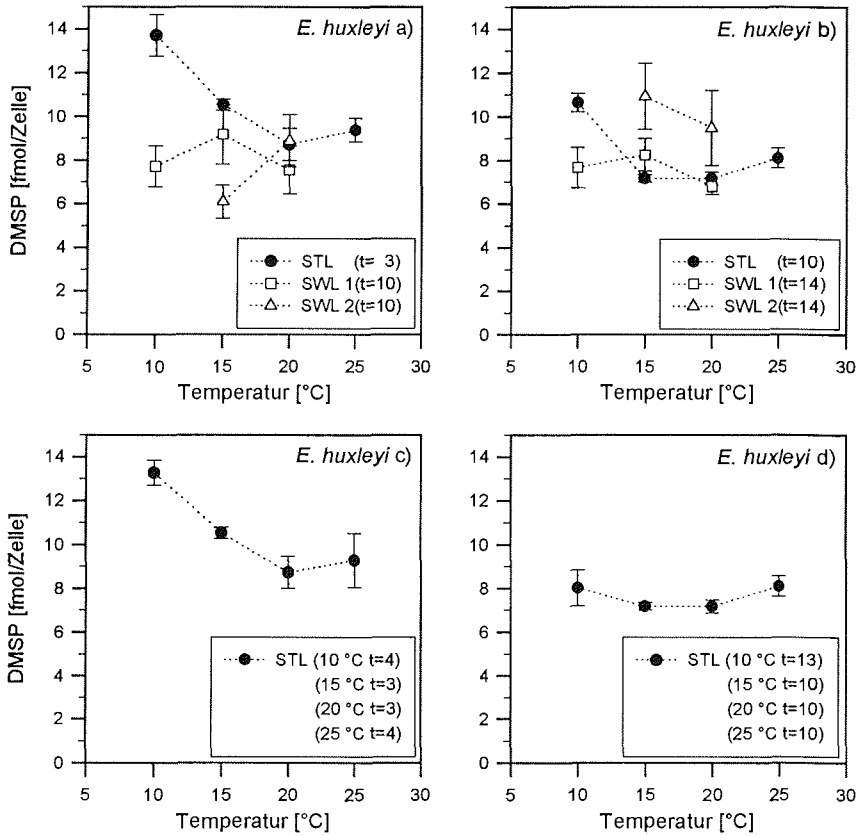 E. huxleyi a)
DMSP [fmol/Zelle]
14
12
10
8
6
4
2
0
STL (t= 3)
SWL 1(t=10)
SWL 2(t=10)
5 10 15 20 25 30
Temperatur [°C]
E. huxleyi b)
14
12
10
8
6
4
2
0
STL (t=10)
SWL 1(t=14)
SWL 2(t=14)
5 10 15 20 25 30
Temperatur [°C]
E. huxleyi c)
DMSP [fmol/Zelle]
14
12
10
8
6
4
2
0
STL (10 °C t=4)
(15 °C t=3)
(20 °C t=3)
(25 °C t=4)
5 10 15 20 25 30
Temperatur [°C]
E. huxleyi d)
14
12
10
8
6
4
2
0
STL (10 °C t=13)
(15 °C t=10)
(20 °C t=10)
(25 °C t=10)
5 10 15 20 25 30
Temperatur [°C]